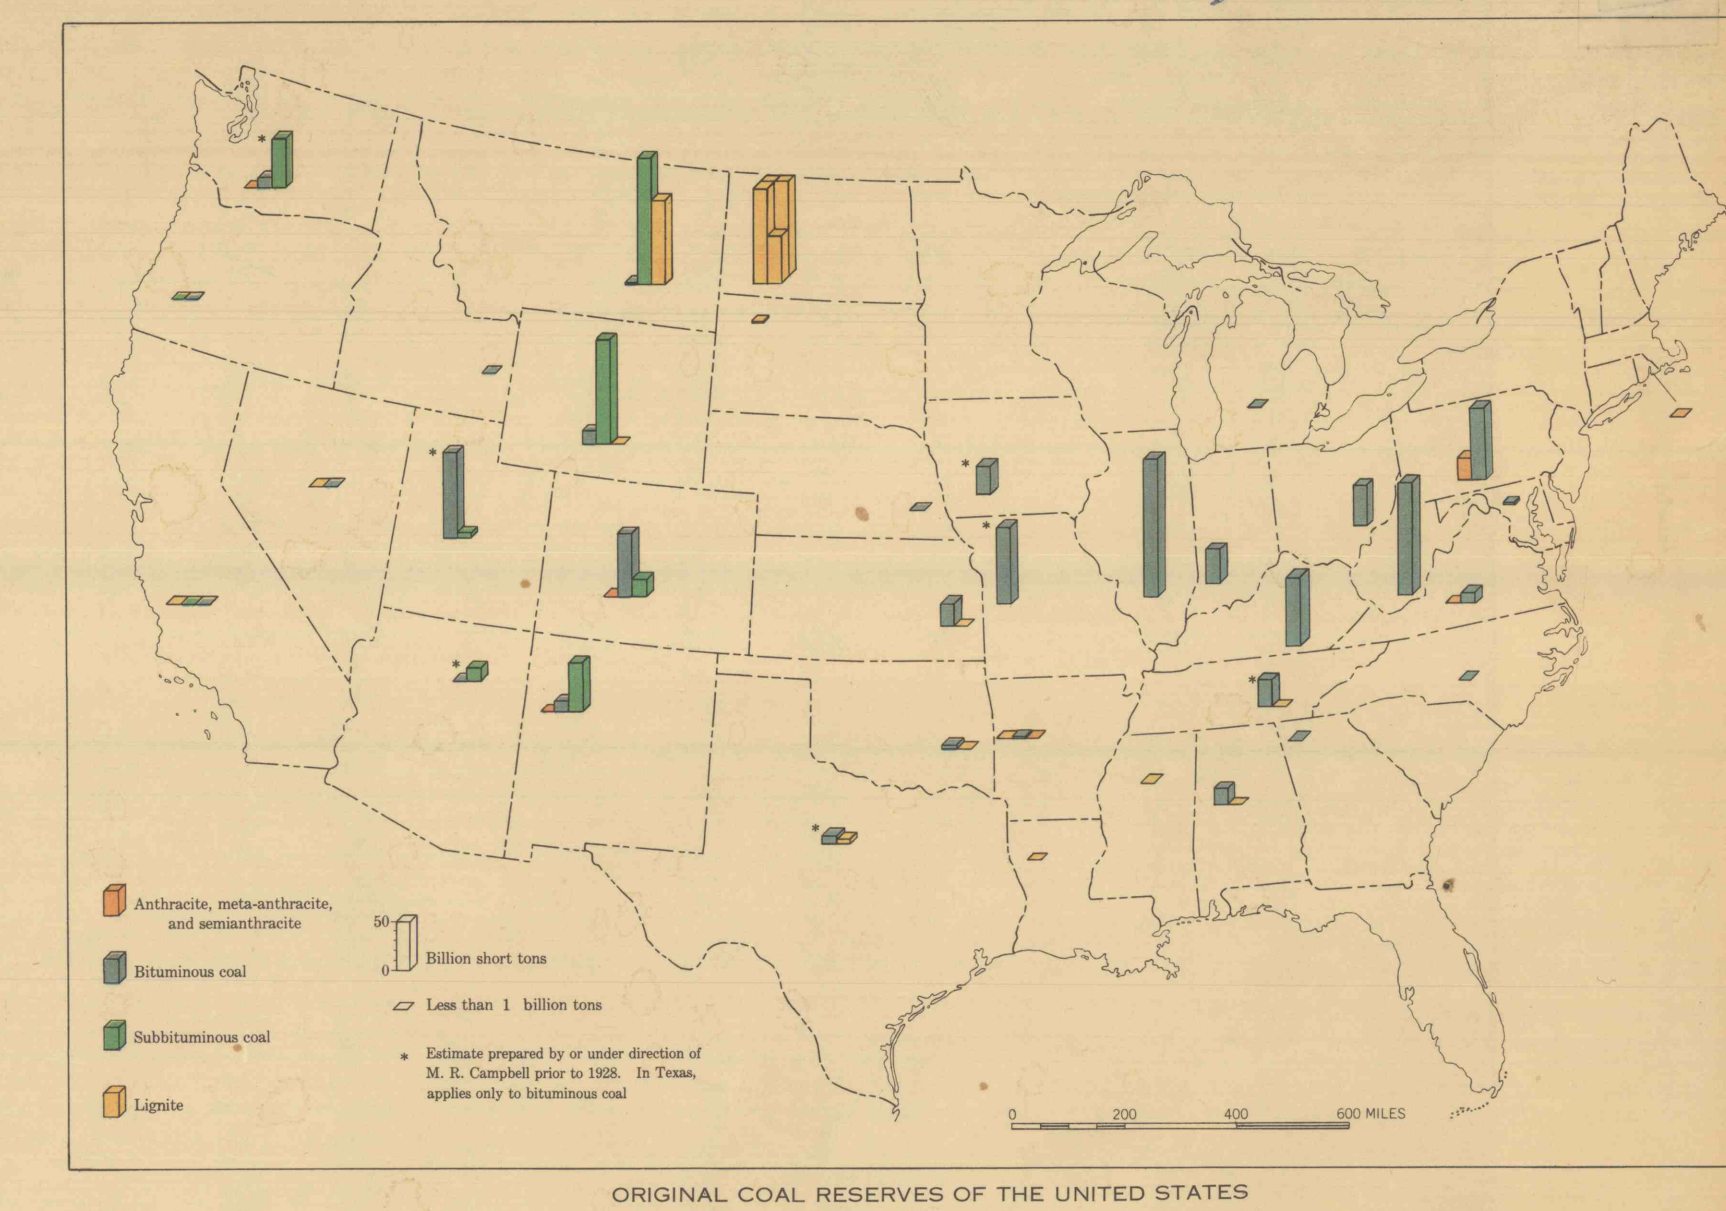 *
*
*
*
*
*
*
*
Anthracite, meta-anthracite,
and semianthracite
Bituminous coal
Subbituminous coal
Lignite
50
0
Billion short tons
Less than 1 billion tons
* Estimate prepared by or under direction of
M. R. Campbell prior to 1928. In Texas,
applies only to bituminous coal
0 200 400 600 MILES
ORIGINAL COAL RESERVES OF THE UNITED STATES